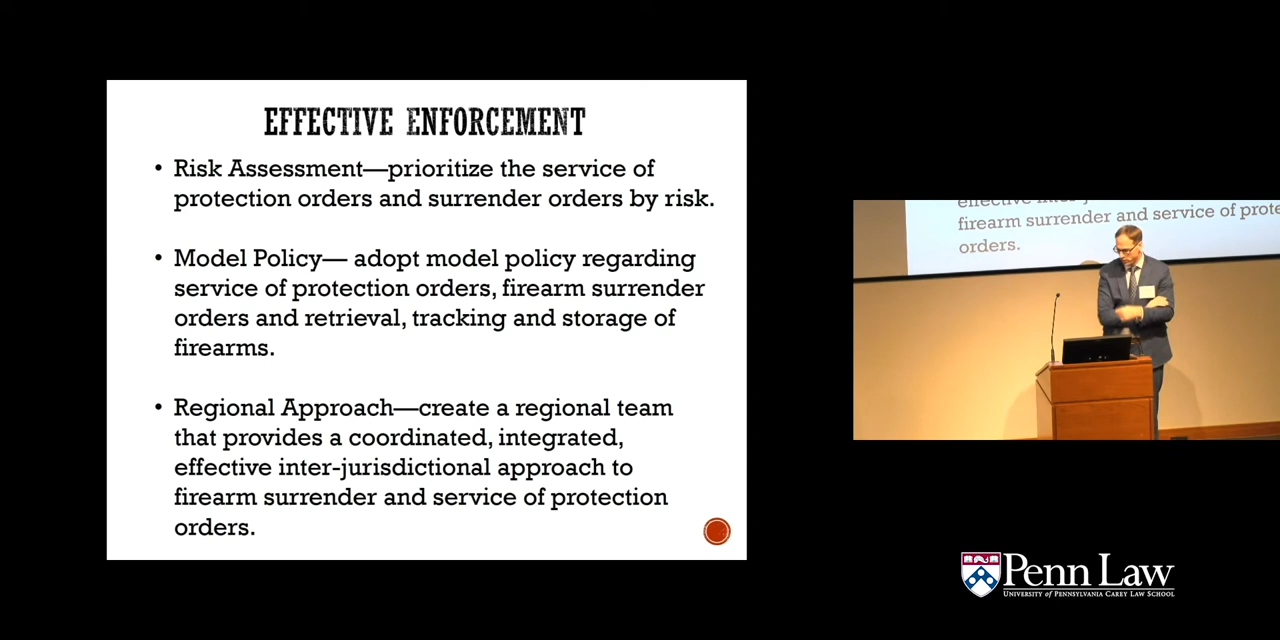 EFFECTIVE ENFORCEMENT
• Risk Assessment—prioritize the service of
protection orders and surrender orders by risk.
• Model Policy— adopt model policy regarding
service of protection orders, firearm surrender
orders and retrieval, tracking and storage of
firearms.
• Regional Approach—create a regional team
that provides a coordinated, integrated,
effective inter-jurisdictional approach to
firearm surrender and service of protection
orders.
firearm surrender and service of prote
orders.
Penn Law
UNIVERSITY of PENNSYLVANIA CAREY LAW SCHOOL